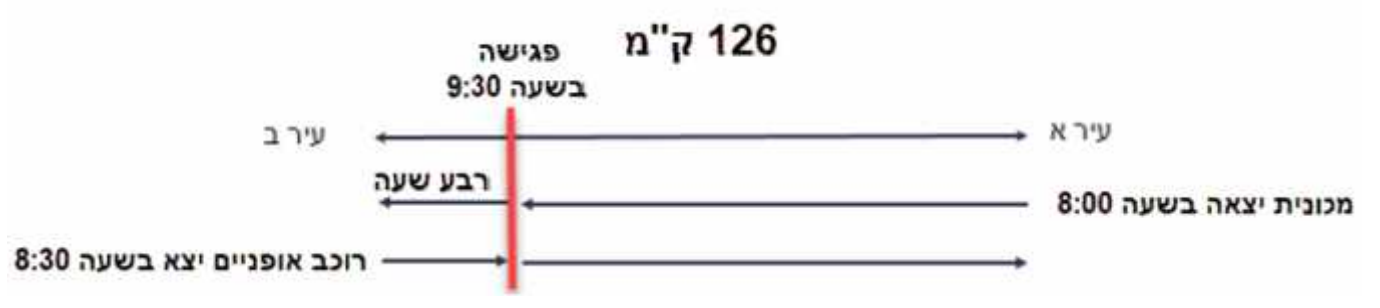 126 ק"מ
פגישה
בשעה 9:30
עיר א
עיר ב
רבע שעה
מכונית יצאה בשעה 8:00
רוכב אופניים יצא בשעה 8:30